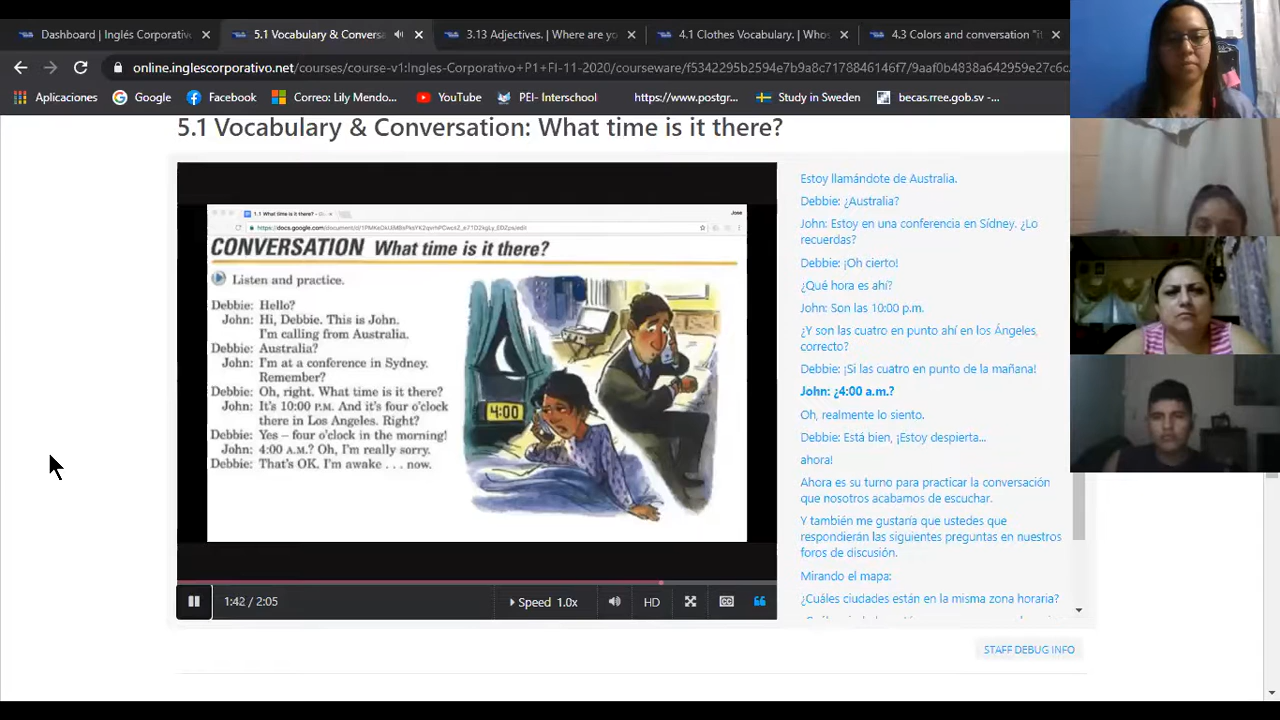 Dashboard | Inglés Corporativo
5.1 Vocabulary & Convers
3.13 Adjectives. | Where are yo
4.1 Clothes Vocabulary. | Whos
4.3 Colors and conversation "it
online.inglescorporativo.net/courses/course-v1:Ingles-Corporativo+I+FI-11-2020/courseware/
Aplicaciones
Google
Facebook
Correo: Lily Mendo...
YouTube
PEI- Interschool
https://www.postgr...
Study in Sweden
becas.rree.gob.sv –...
5.1 Vocabulary & Conversation: What time is it there?
CONVERSATION What time is it there?
Listen and practice.
Debbie: Hello?
John: Hi, Debbie. This is John.
I'm calling from Australia.
Debbie: Australia?
John: I'm at a conference in Sydney.
Remember?
Debbie: Oh, right. What time is it there?
John: It's 10:00 P.M. And it's four o'clock
there in Los Angeles. Right?
Debbie: Yes – four o'clock in the morning!
John: 4:00 A.M.? Oh, I'm really sorry.
Debbie: That's OK. I'm awake . . . now.
4:00
1:42 / 2:05
Speed 1.0x
HD
Estoy llamándote de Australia.
Debbie: ¿Australia?
John: Estoy en una conferencia en Sídney. ¿Lo
recuerdas?
Debbie: ¡Oh cierto!
¿Qué hora es ahí?
John: Son las 10:00 p.m.
¿Y son las cuatro en punto ahí en los Ángeles,
correcto?
Debbie: ¡Si las cuatro en punto de la mañana!
John: ¿4:00 a.m.?
Oh, realmente lo siento.
Debbie: Está bien, ¡Estoy despierta...
ahora!
Ahora es su turno para practicar la conversación
que nosotros acabamos de escuchar.
Y también me gustaría que ustedes que
respondierán las siguientes preguntas en nuestros
foros de discusión.
Mirando el mapa:
¿Cuáles ciudades están en la misma zona horaria?
STAFF DEBUG INFO